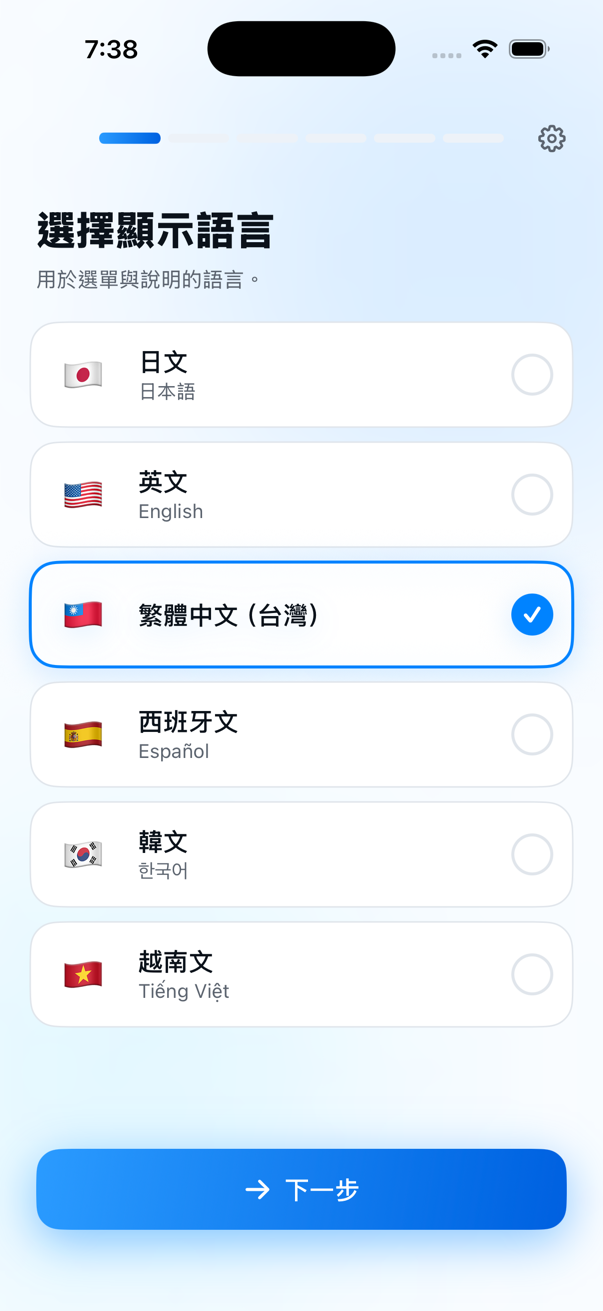 7:38
選擇顯示語言
用於選單與說明的語言。
日文
日本語
英文
English
繁體中文（台灣）
西班牙文
Español
韓文
한국어
越南文
Tiếng Việt
→ 下一步